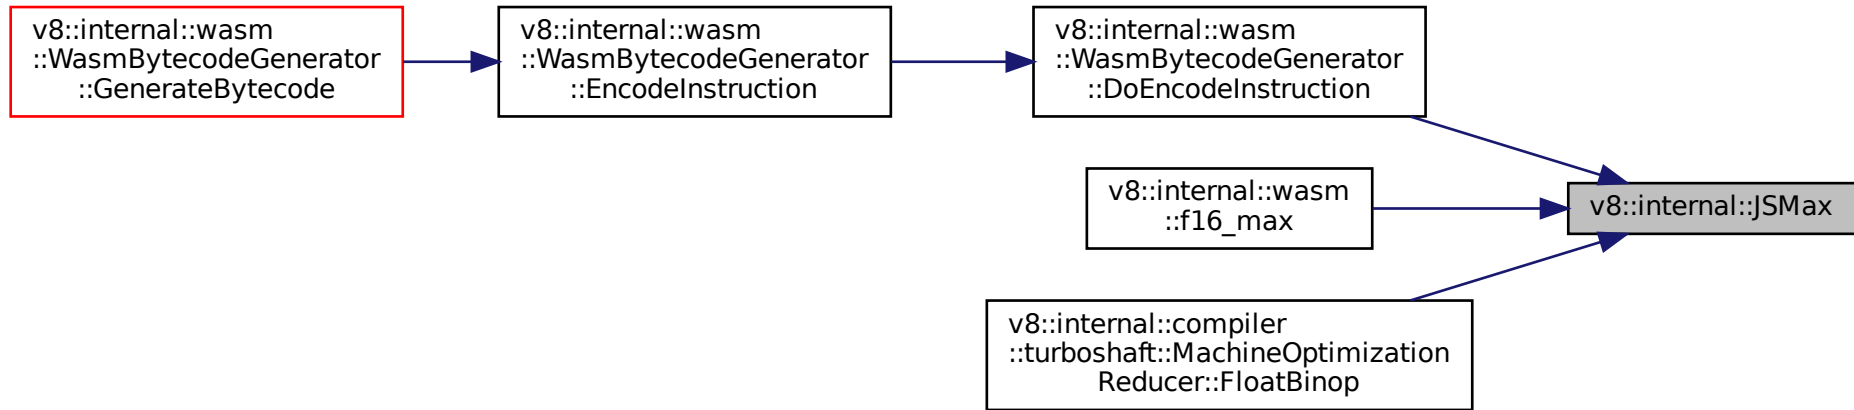 v8::internal::wasm
::WasmBytecodeGenerator
::GenerateBytecode
v8::internal::wasm
::WasmBytecodeGenerator
::EncodeInstruction
v8::internal::wasm
::WasmBytecodeGenerator
::DoEncodeInstruction
v8::internal::wasm
::f16_max
v8::internal::JSMax
v8::internal::compiler
::turboshaft::MachineOptimization
Reducer::FloatBinop